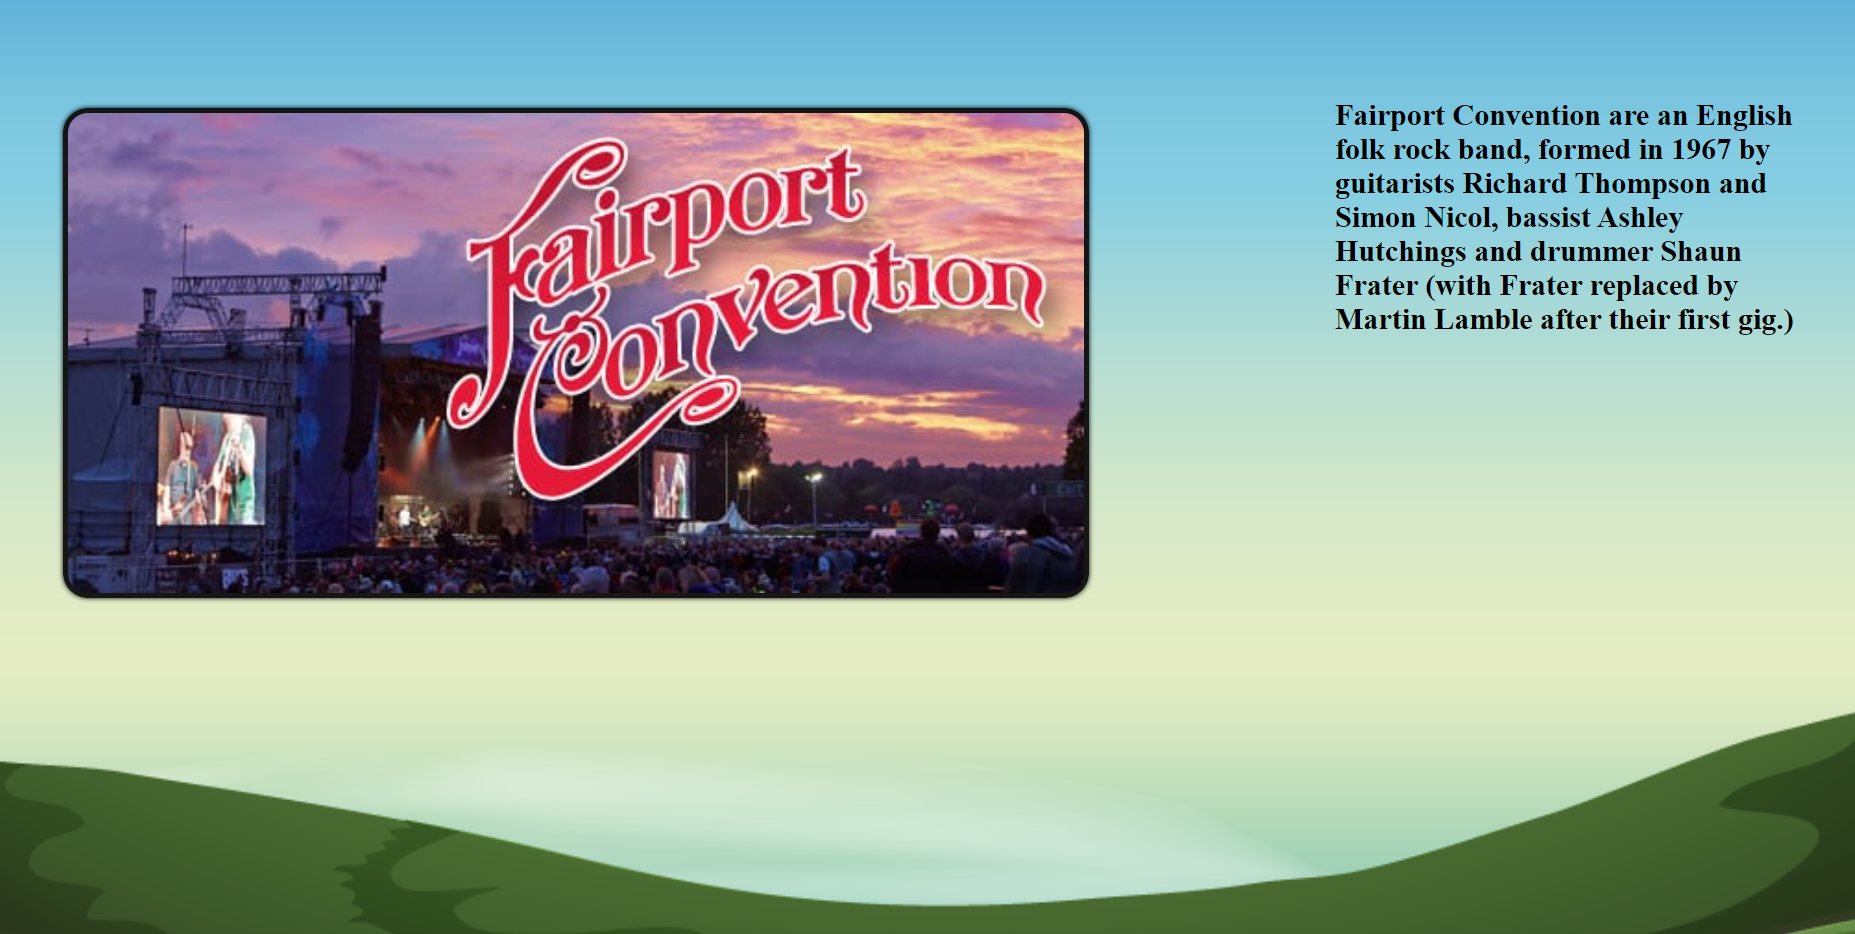 Fairport
Convention
Fairport Convention are an English
folk rock band, formed in 1967 by
guitarists Richard Thompson and
Simon Nicol, bassist Ashley
Hutchings and drummer Shaun
Frater (with Frater replaced by
Martin Lamble after their first gig.)